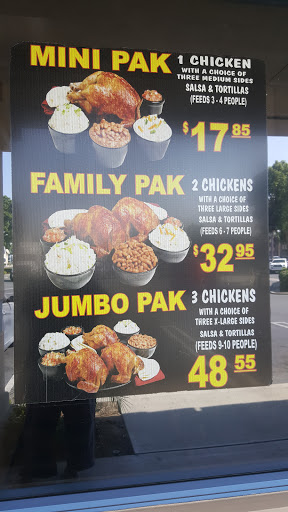 MINI PAK
1 CHICKEN
WITH A CHOICE OF
THREE MEDIUM SIDES
SALSA & TORTILLAS
(FEEDS 3 - 4 PEOPLE)
$17.85
FAMILY PAK
2 CHICKENS
WITH A CHOICE OF
THREE LARGE SIDES
SALSA & TORTILLAS
(FEEDS 6 - 7 PEOPLE)
$32.95
JUMBO PAK
3 CHICKENS
WITH A CHOICE OF
THREE X-LARGE SIDES
SALSA & TORTILLAS
(FEEDS 9-10 PEOPLE)
48 55